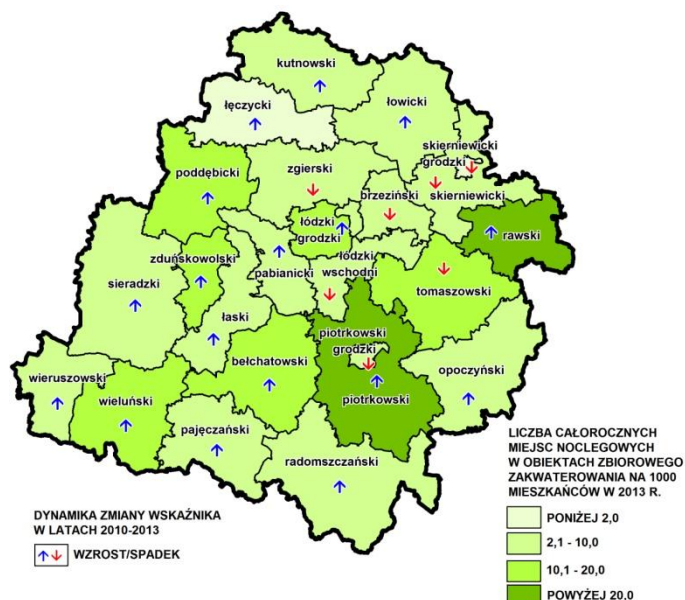 kutnowski
łęczycki
łowicki
skierniewicki
grodzki
zgierski
poddębicki
brzeziński
skierniewicki
łódzki
grodzki
rawski
zduńskowolski
łódzki
wschodni
pabianicki
sieradzki
tomaszowski
łaski
piotrkowski
grodzki
bełchatowski
opoczyński
wieruszowski
wieluński
piotrkowski
pajęczański
radomszczański
LICZBA CAŁOROCZNYCH
MIEJSC NOCLEGOWYCH
W OBIEKTACH ZBIOROWEGO
ZAKWATEROWANIA NA 1000
MIESZKAŃCÓW W 2013 R.
PONIŻEJ 2,0
2,1 - 10,0
10,1 - 20,0
POWYŻEJ 20,0
DYNAMIKA ZMIANY WSKAŹNIKA
W LATACH 2010-2013
WZROST/SPADEK